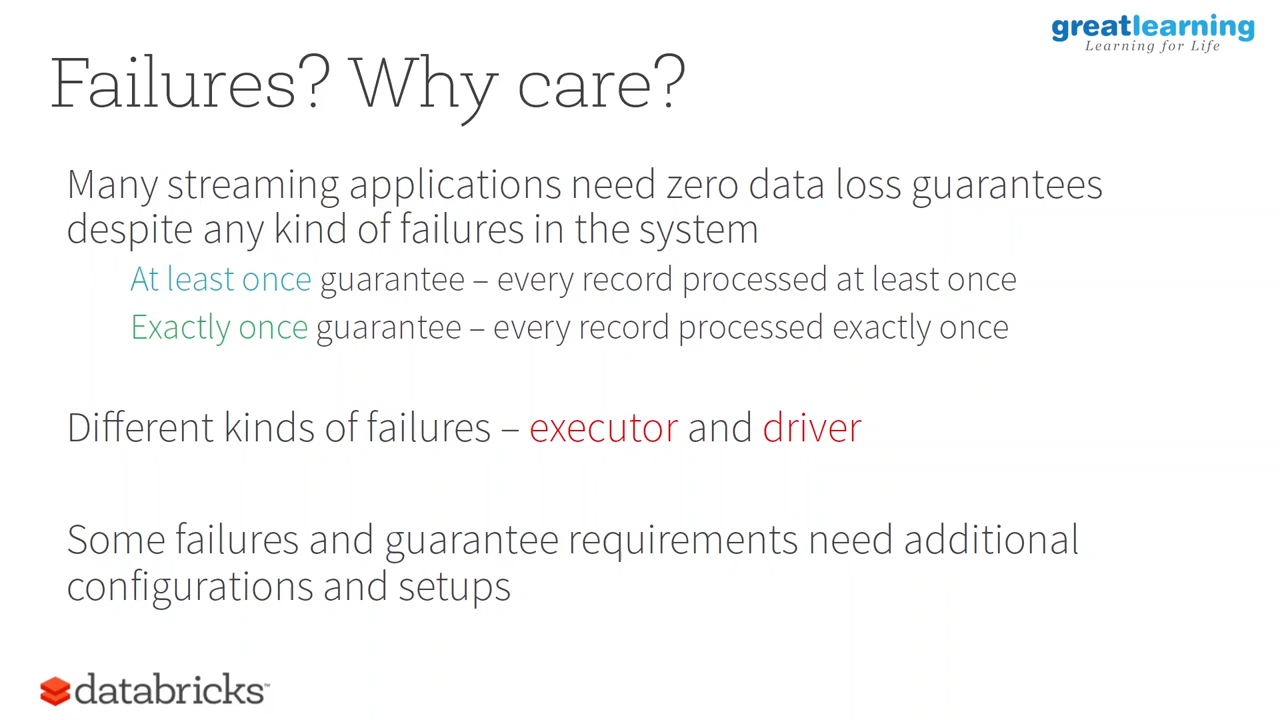 greatlearning
Learning for Life
Failures? Why care?
Many streaming applications need zero data loss guarantees
despite any kind of failures in the system
At least once guarantee – every record processed at least once
Exactly once guarantee – every record processed exactly once
Different kinds of failures – executor and driver
Some failures and guarantee requirements need additional
configurations and setups
databricks™